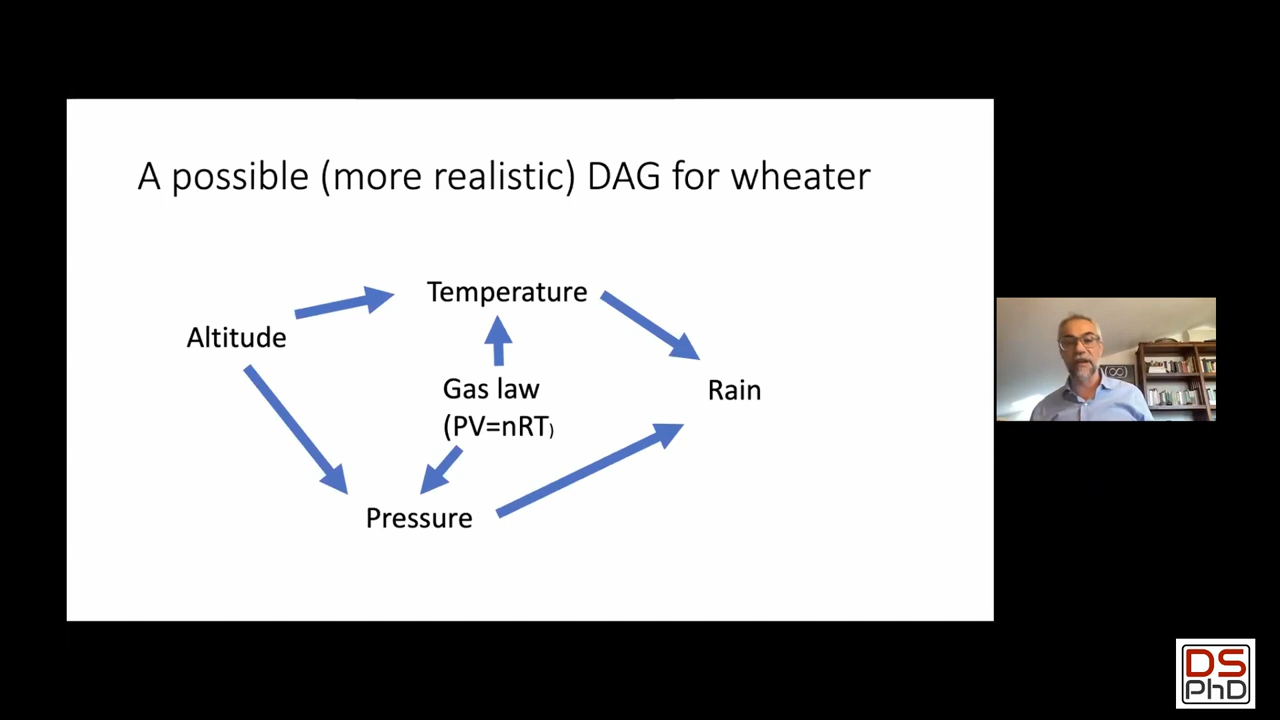 A possible (more realistic) DAG for wheater
Temperature
Altitude
Gas law
(PV=nRT)
Rain
Pressure
(∞)
DS
PhD